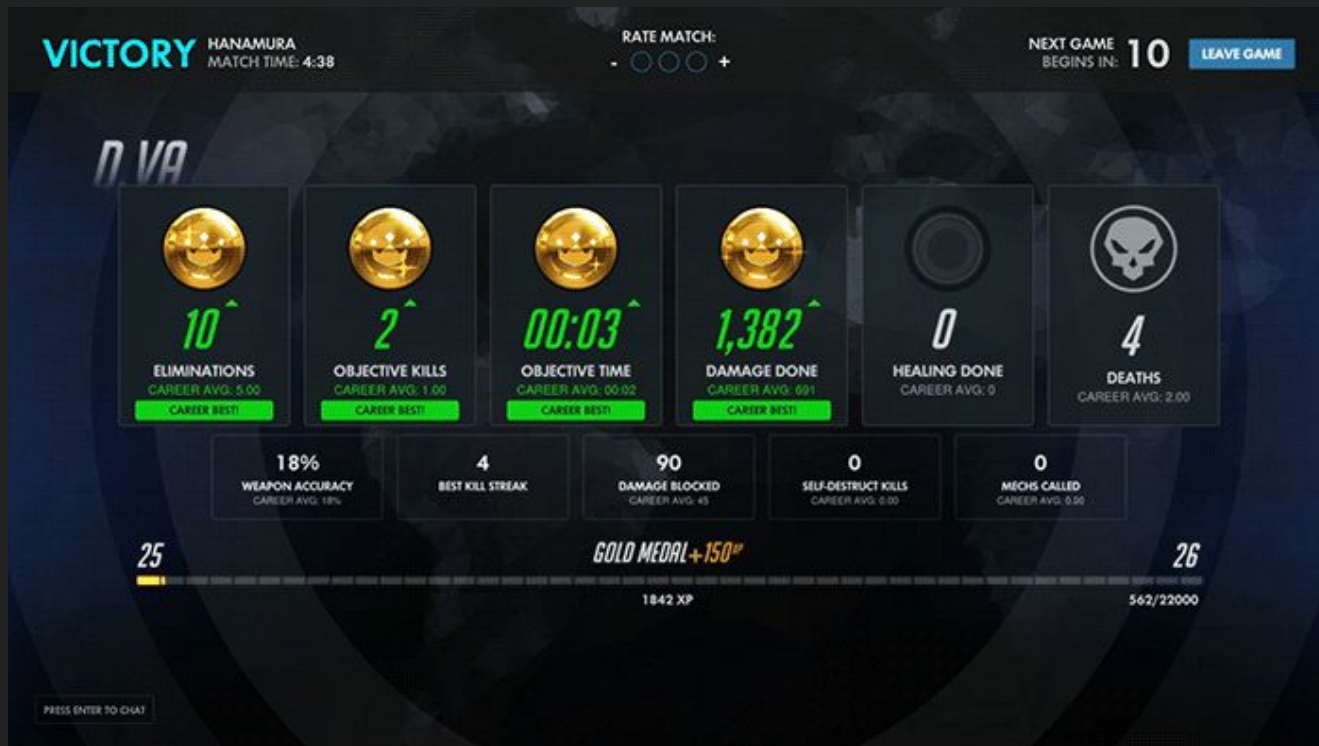 VICTORY
HANAMURA
MATCH TIME: 4:38
RATE MATCH:
- +
NEXT GAME
BEGINS IN:
10
LEAVE GAME
D.VA
10
ELIMINATIONS
CAREER AVG: 5.00
CAREER BEST!
2
OBJECTIVE KILLS
CAREER AVG: 1.00
CAREER BEST!
00:03
OBJECTIVE TIME
CAREER AVG: 00:02
CAREER BEST!
1,382
DAMAGE DONE
CAREER AVG: 691
CAREER BEST!
0
HEALING DONE
CAREER AVG: 0
4
DEATHS
CAREER AVG: 2.00
18%
WEAPON ACCURACY
CAREER AVG: 18%
4
BEST KILL STREAK
90
DAMAGE BLOCKED
CAREER AVG: 45
0
SELF-DESTRUCT KILLS
CAREER AVG: 0.00
0
MECHS CALLED
CAREER AVG: 0.00
25
GOLD MEDAL +150 XP
26
1842 XP
562/22000
PRESS ENTER TO CHAT